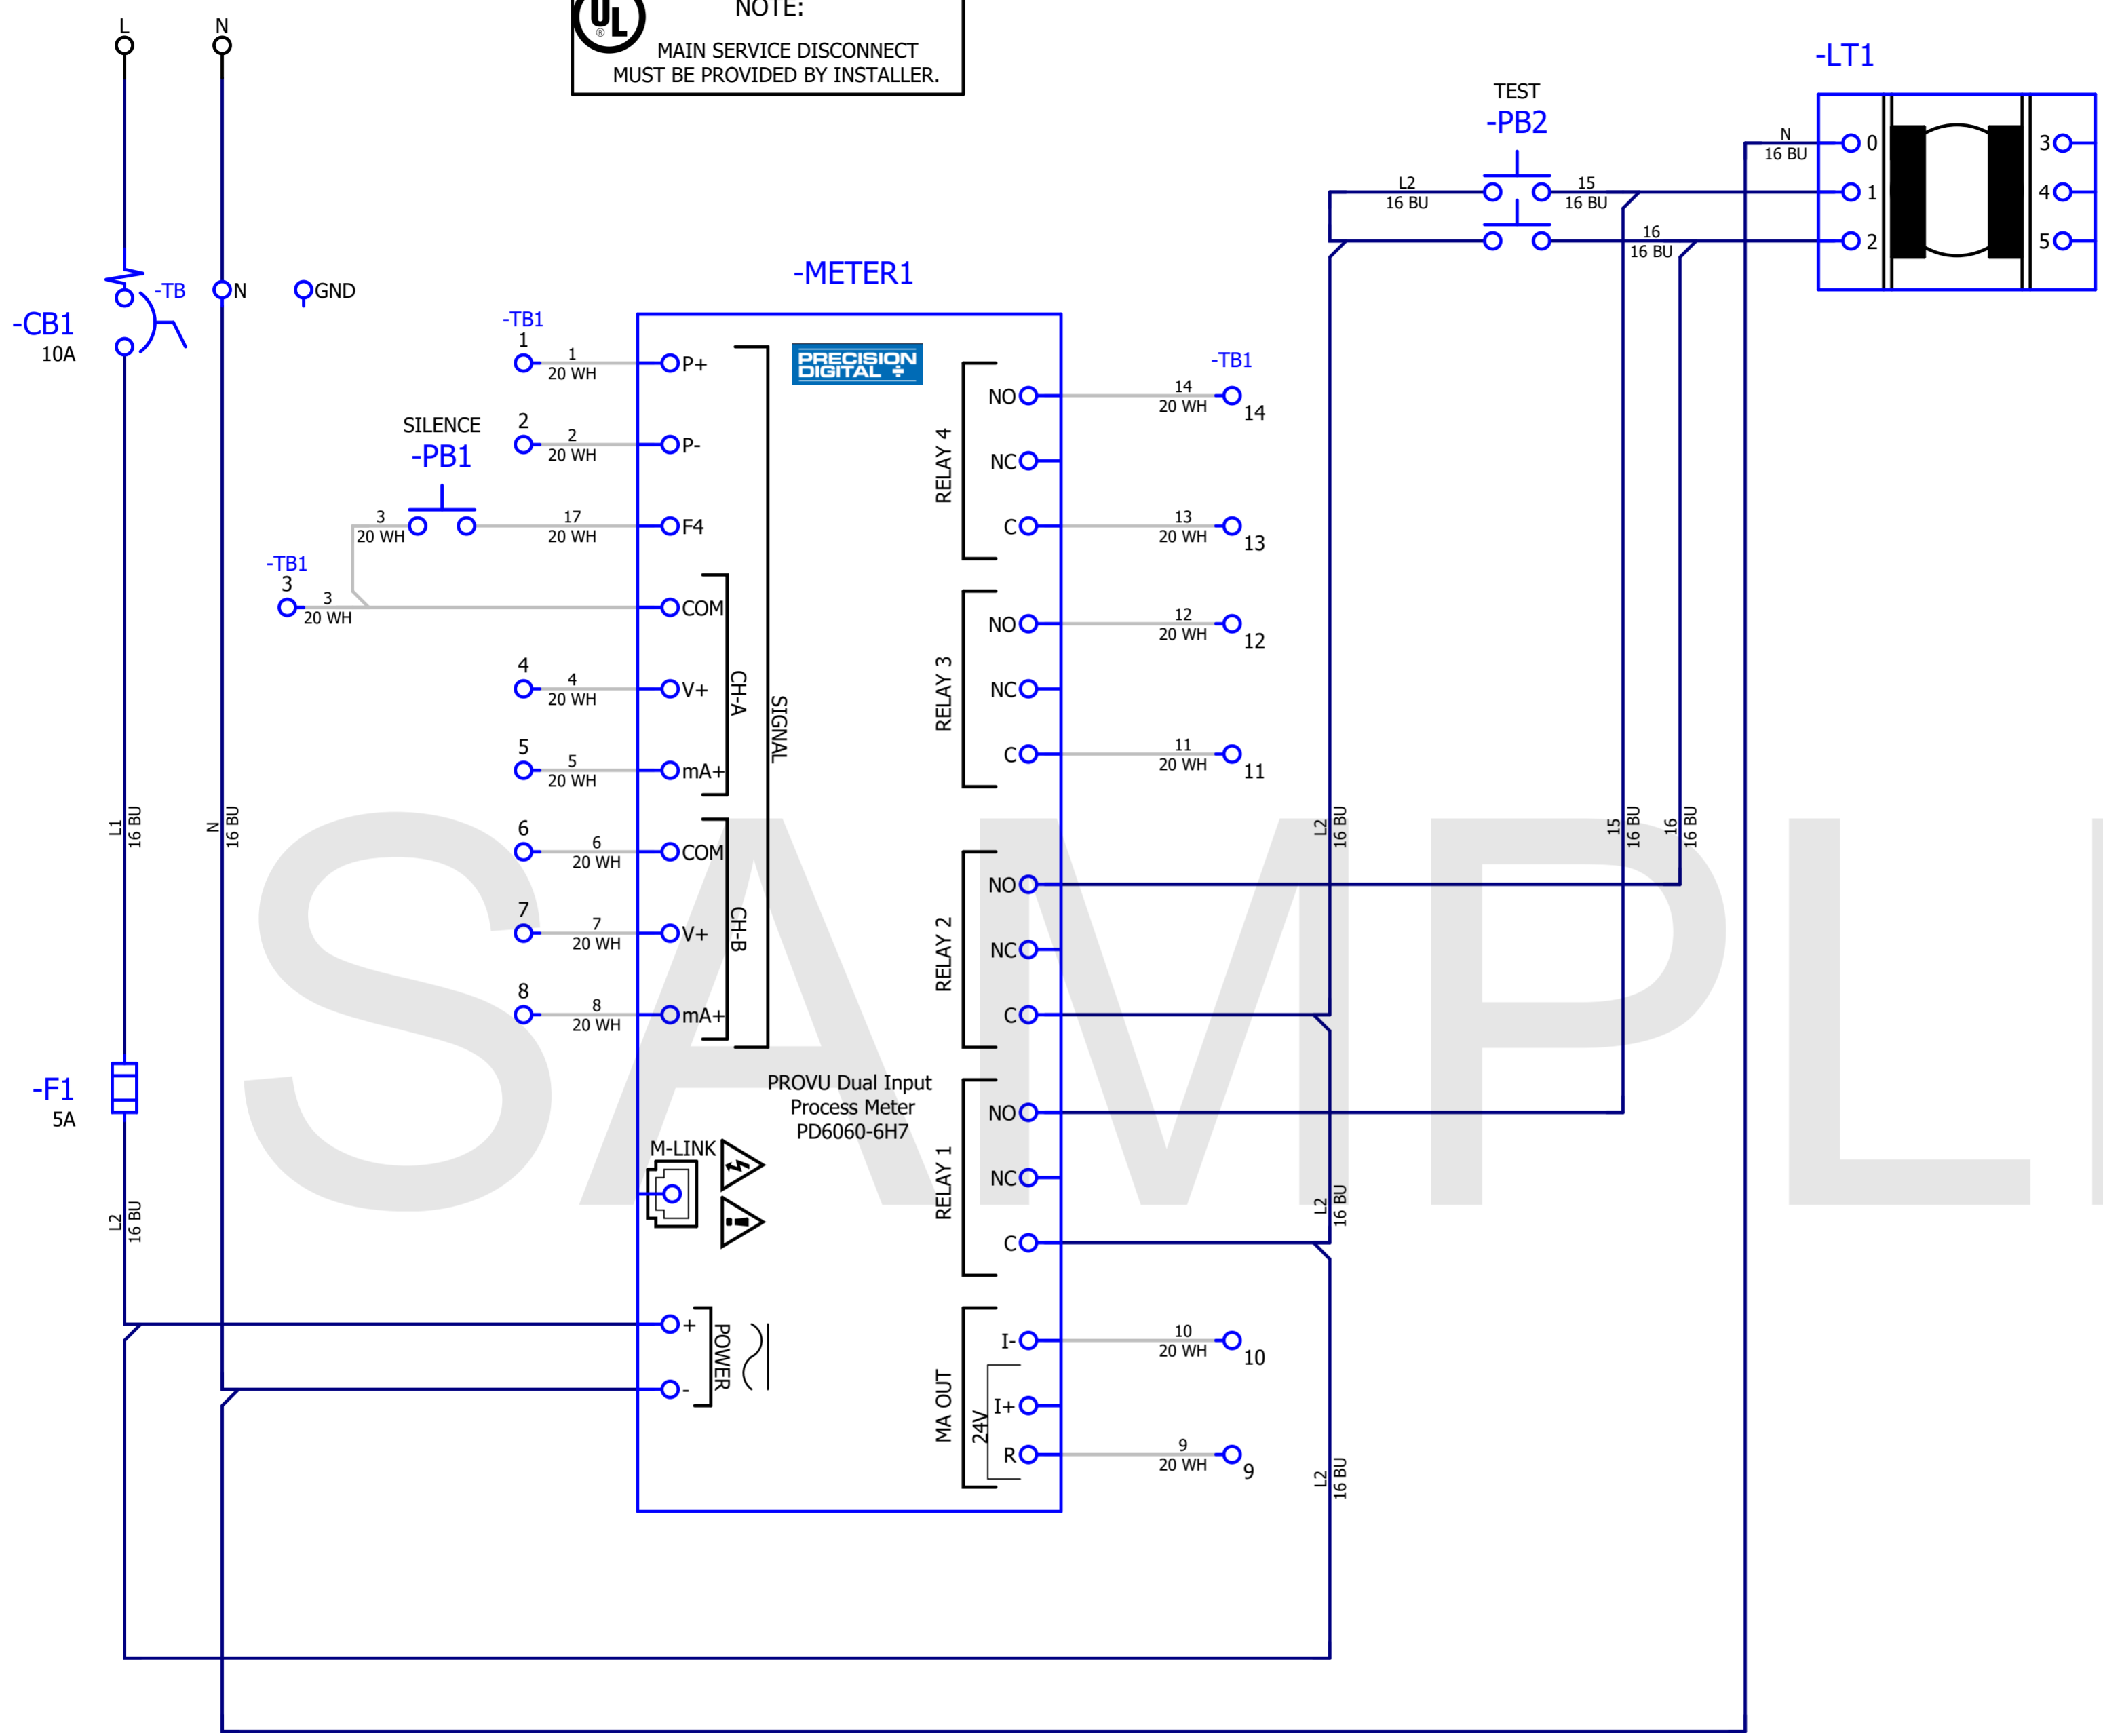 L
N
UL
®
NOTE:
MAIN SERVICE DISCONNECT
MUST BE PROVIDED BY INSTALLER.
-LT1
TEST
-PB2
N
16 BU
0
1
2
3
4
5
L2
16 BU
15
16 BU
16
16 BU
-CB1
10A
-TB
N
GND
-METER1
PRECISION
DIGITAL
-TB1
1
1
20 WH
P+
2
2
20 WH
P-
SILENCE
-PB1
3
20 WH
17
20 WH
F4
-TB1
3
3
20 WH
COM
4
4
20 WH
V+
5
5
20 WH
mA+
CH-A
SIGNAL
6
6
20 WH
COM
7
7
20 WH
V+
8
8
20 WH
mA+
CH-B
RELAY 4
NO
NC
C
-TB1
14
20 WH
14
13
20 WH
13
RELAY 3
NO
NC
C
12
20 WH
12
11
20 WH
11
RELAY 2
NO
NC
C
RELAY 1
NO
NC
C
L1
16 BU
N
16 BU
L2
16 BU
15
16 BU
16
16 BU
SAMPL
-F1
5A
L2
16 BU
PROVU Dual Input
Process Meter
PD6060-6H7
M-LINK
L2
16 BU
+
-
POWER
MA OUT
24V
I-
I+
R
10
20 WH
10
9
20 WH
9
L2
16 BU